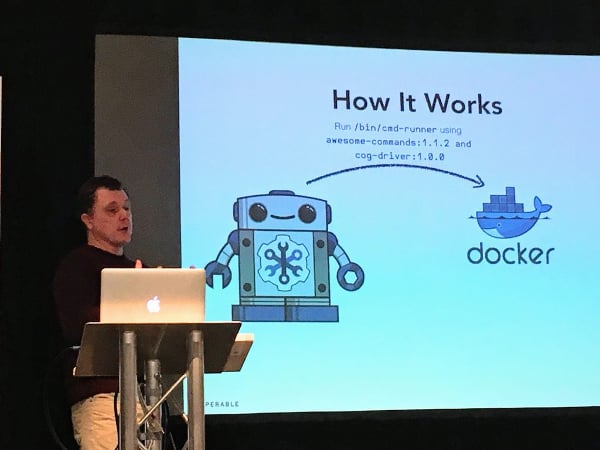 How It Works
Run /bin/cmd-runner using
awesome-commands:1.1.2 and
cog-driver:1.0.0
docker